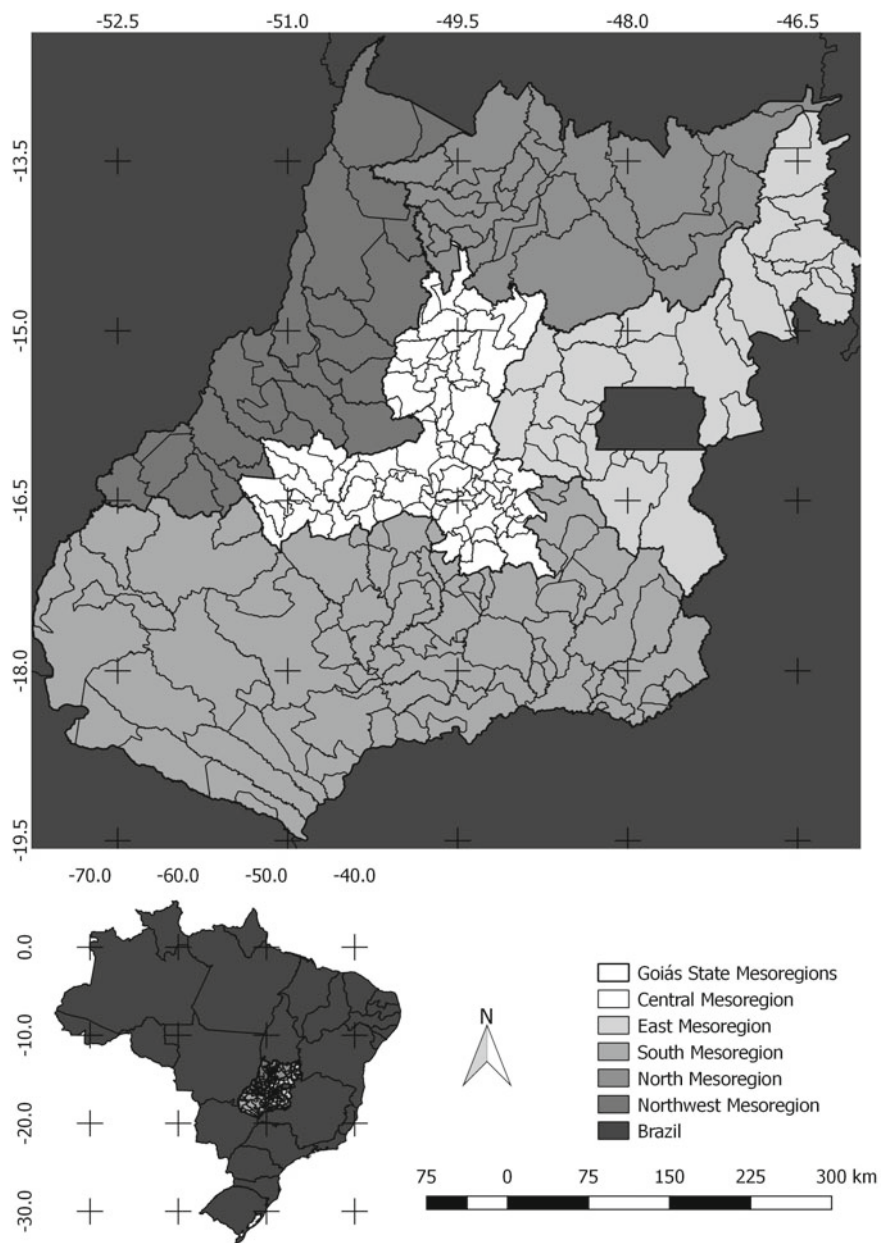 -52.5 -51.0 -49.5 -48.0 -46.5
-13.5
-15.0
-16.5
-18.0
-19.5
-70.0 -60.0 -50.0 -40.0
0.0
-10.0
-20.0
-30.0
N
Goiás State Mesoregions
Central Mesoregion
East Mesoregion
South Mesoregion
North Mesoregion
Northwest Mesoregion
Brazil
75 0 75 150 225 300 km